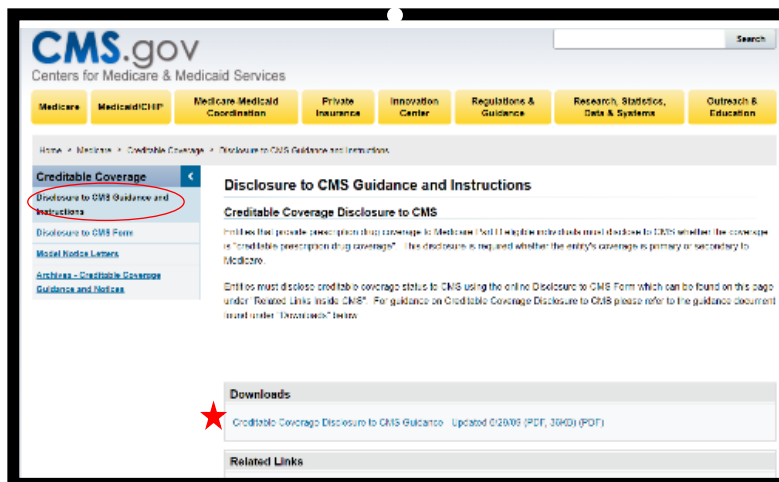 CMS.gov
Centers for Medicare & Medicaid Services
Search
Medicare
Medicaid/CHIP
Medicare-Medicaid
Coordination
Private
Insurance
Innovation
Center
Regulations &
Guidance
Research, Statistics,
Data & Systems
Outreach &
Education
Home > Medicare > Creditable Coverage > Disclosure to CMS Guidance and Instructions
Creditable Coverage
Disclosure to CMS Guidance and
Instructions
Disclosure to CMS Form
Model Notice Letters
Archives - Creditable Coverage
Guidance and Notices
Disclosure to CMS Guidance and Instructions
Creditable Coverage Disclosure to CMS
Entities that provide prescription drug coverage to Medicare Part D eligible individuals must disclose to CMS whether the coverage
is "creditable prescription drug coverage". This disclosure is required whether the entity's coverage is primary or secondary to
Medicare.
Entities must disclose creditable coverage status to CMS using the online Disclosure to CMS Form which can be found on this page
under "Related Links Inside CMS". For guidance on Creditable Coverage Disclosure to CMS please refer to the guidance document
found under "Downloads" below.
Downloads
Creditable Coverage Disclosure to CMS Guidance - Updated (PDF, 36KB) (PDF)
Related Links